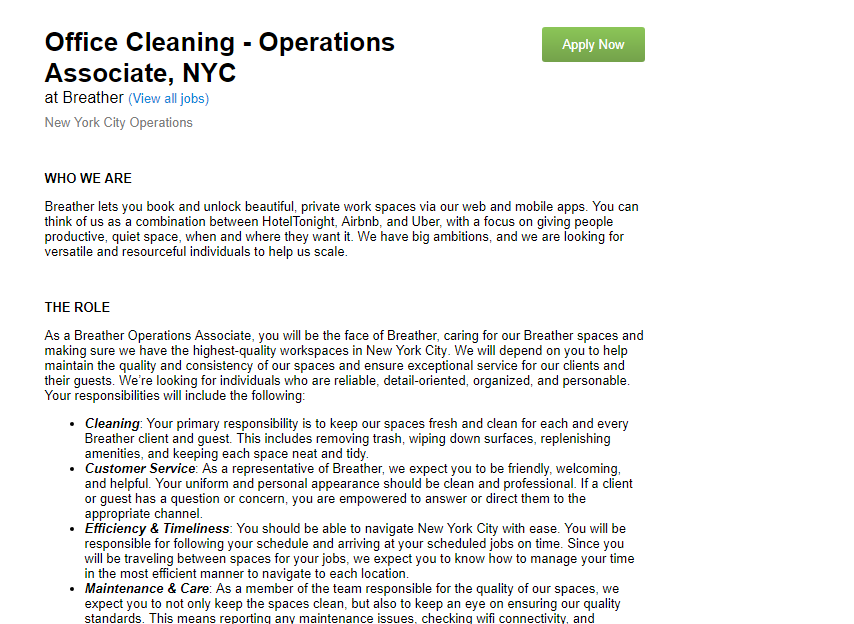 Office Cleaning - Operations
Associate, NYC
Apply Now
at Breather (View all jobs)
New York City Operations
WHO WE ARE
Breather lets you book and unlock beautiful, private work spaces via our web and mobile apps. You can
think of us as a combination between HotelTonight, Airbnb, and Uber, with a focus on giving people
productive, quiet space, when and where they want it. We have big ambitions, and we are looking for
versatile and resourceful individuals to help us scale.
THE ROLE
As a Breather Operations Associate, you will be the face of Breather, caring for our Breather spaces and
making sure we have the highest-quality workspaces in New York City. We will depend on you to help
maintain the quality and consistency of our spaces and ensure exceptional service for our clients and
their guests. We’re looking for individuals who are reliable, detail-oriented, organized, and personable.
Your responsibilities will include the following:
• Cleaning: Your primary responsibility is to keep our spaces fresh and clean for each and every
Breather client and guest. This includes removing trash, wiping down surfaces, replenishing
amenities, and keeping each space neat and tidy.
• Customer Service: As a representative of Breather, we expect you to be friendly, welcoming,
and helpful. Your uniform and personal appearance should be clean and professional. If a client
or guest has a question or concern, you are empowered to answer or direct them to the
appropriate channel.
• Efficiency & Timeliness: You should be able to navigate New York City with ease. You will be
responsible for following your schedule and arriving at your scheduled jobs on time. Since you
will be traveling between spaces for your jobs, we expect you to know how to manage your time
in the most efficient manner to navigate to each location.
• Maintenance & Care: As a member of the team responsible for the quality of our spaces, we
expect you to not only keep the spaces clean, but also to keep an eye on ensuring our quality
standards. This means reporting any maintenance issues, checking wifi connectivity, and